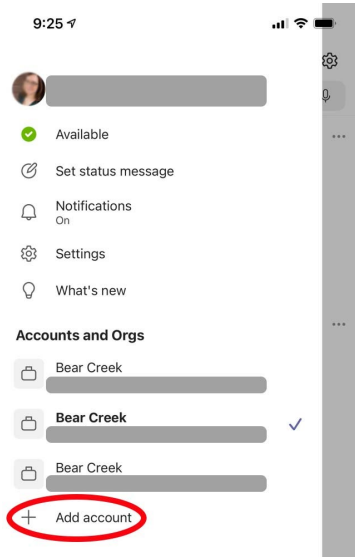 9:25
Available
Set status message
Notifications
On
Settings
What's new
Accounts and Orgs
Bear Creek
Bear Creek
Bear Creek
Add account